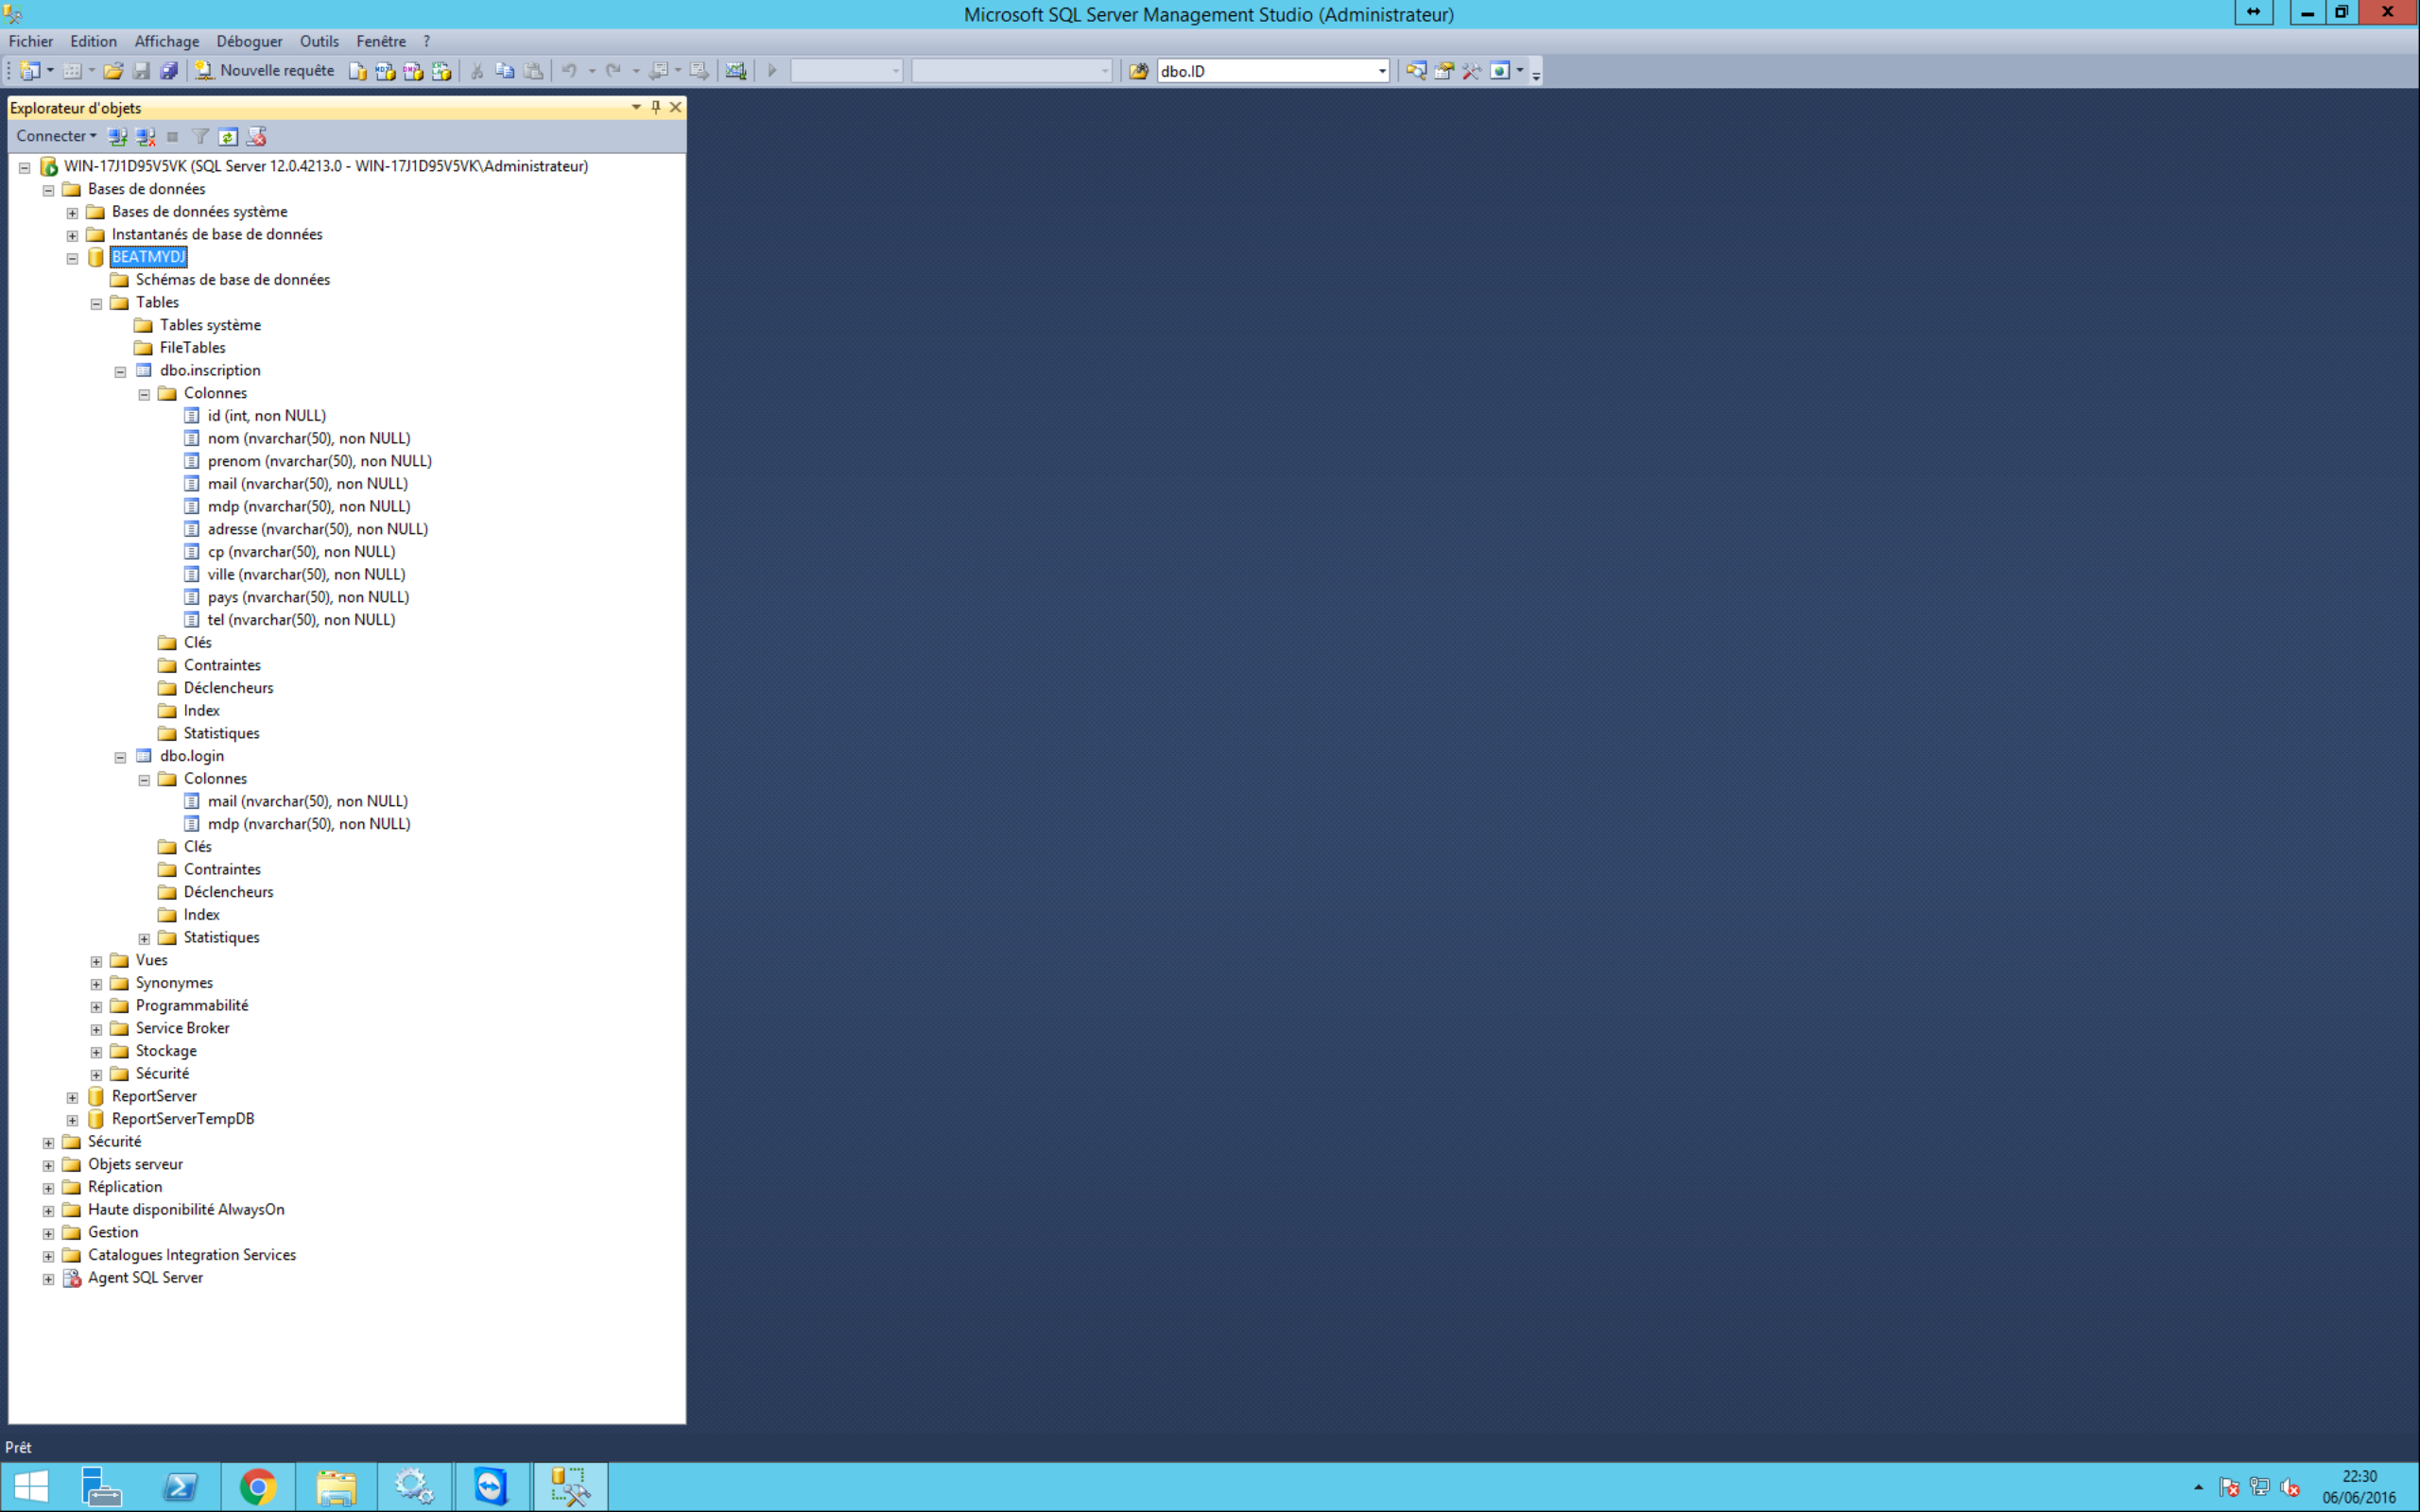 Microsoft SQL Server Management Studio (Administrateur)
Fichier Edition Affichage Déboguer Outils Fenêtre ?
Nouvelle requête dbo.ID
Explorateur d'objets
Connecter
WIN-17J1D95V5VK (SQL Server 12.0.4213.0 - WIN-17J1D95V5VK\Administrateur)
Bases de données
Bases de données système
Instantanés de base de données
BEATMYDJ
Schémas de base de données
Tables
Tables système
FileTables
dbo.inscription
Colonnes
id (int, non NULL)
nom (nvarchar(50), non NULL)
prenom (nvarchar(50), non NULL)
mail (nvarchar(50), non NULL)
mdp (nvarchar(50), non NULL)
adresse (nvarchar(50), non NULL)
cp (nvarchar(50), non NULL)
ville (nvarchar(50), non NULL)
pays (nvarchar(50), non NULL)
tel (nvarchar(50), non NULL)
Clés
Contraintes
Déclencheurs
Index
Statistiques
dbo.login
Colonnes
mail (nvarchar(50), non NULL)
mdp (nvarchar(50), non NULL)
Clés
Contraintes
Déclencheurs
Index
Statistiques
Vues
Synonymes
Programmabilité
Service Broker
Stockage
Sécurité
ReportServer
ReportServerTempDB
Sécurité
Objets serveur
Réplication
Haute disponibilité AlwaysOn
Gestion
Catalogues Integration Services
Agent SQL Server
Prêt
22:30
06/06/2016